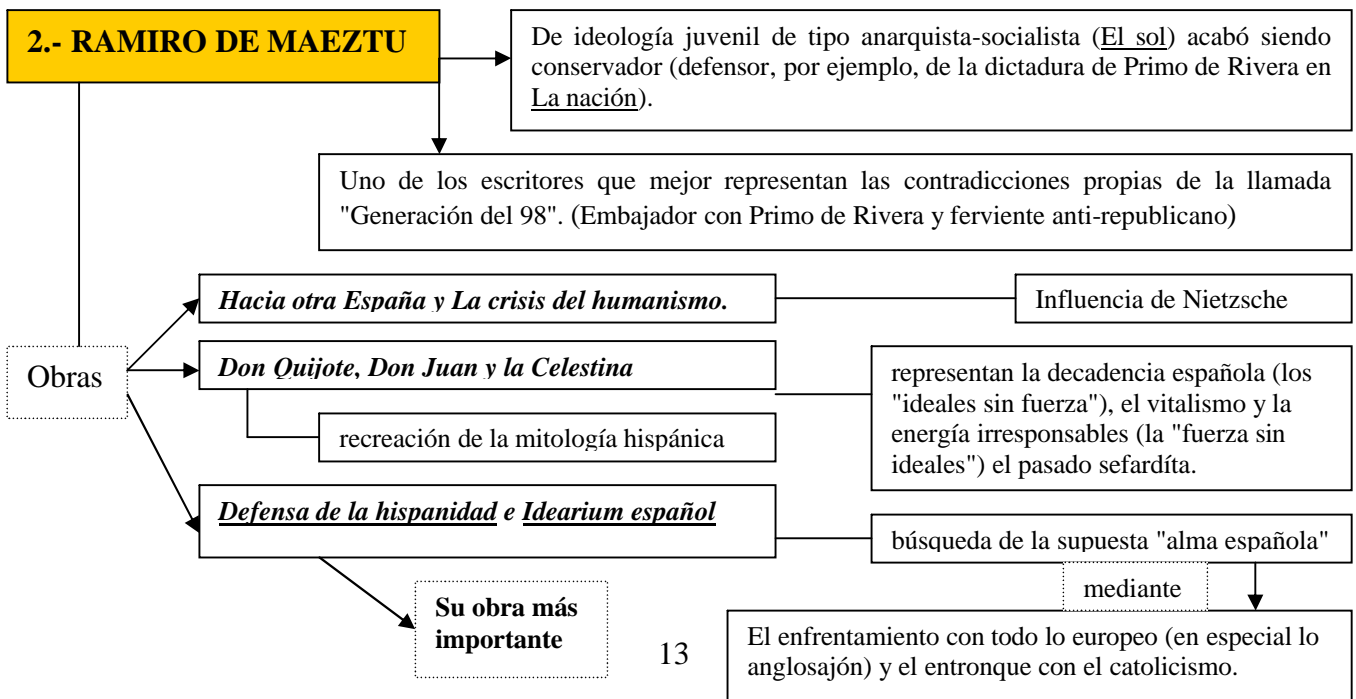 2.- RAMIRO DE MAEZTU
De ideología juvenil de tipo anarquista-socialista (El sol) acabó siendo
conservador (defensor, por ejemplo, de la dictadura de Primo de Rivera en
La nación).
Uno de los escritores que mejor representan las contradicciones propias de la llamada
"Generación del 98". (Embajador con Primo de Rivera y ferviente anti-republicano)
Obras
Hacia otra España y La crisis del humanismo.
Influencia de Nietzsche
Don Quijote, Don Juan y la Celestina
recreación de la mitología hispánica
representan la decadencia española (los
"ideales sin fuerza"), el vitalismo y la
energía irresponsables (la "fuerza sin
ideales") el pasado sefardíta.
Defensa de la hispanidad e Idearium español
búsqueda de la supuesta "alma española"
mediante
Su obra más
importante
El enfrentamiento con todo lo europeo (en especial lo
anglosajón) y el entronque con el catolicismo.
13